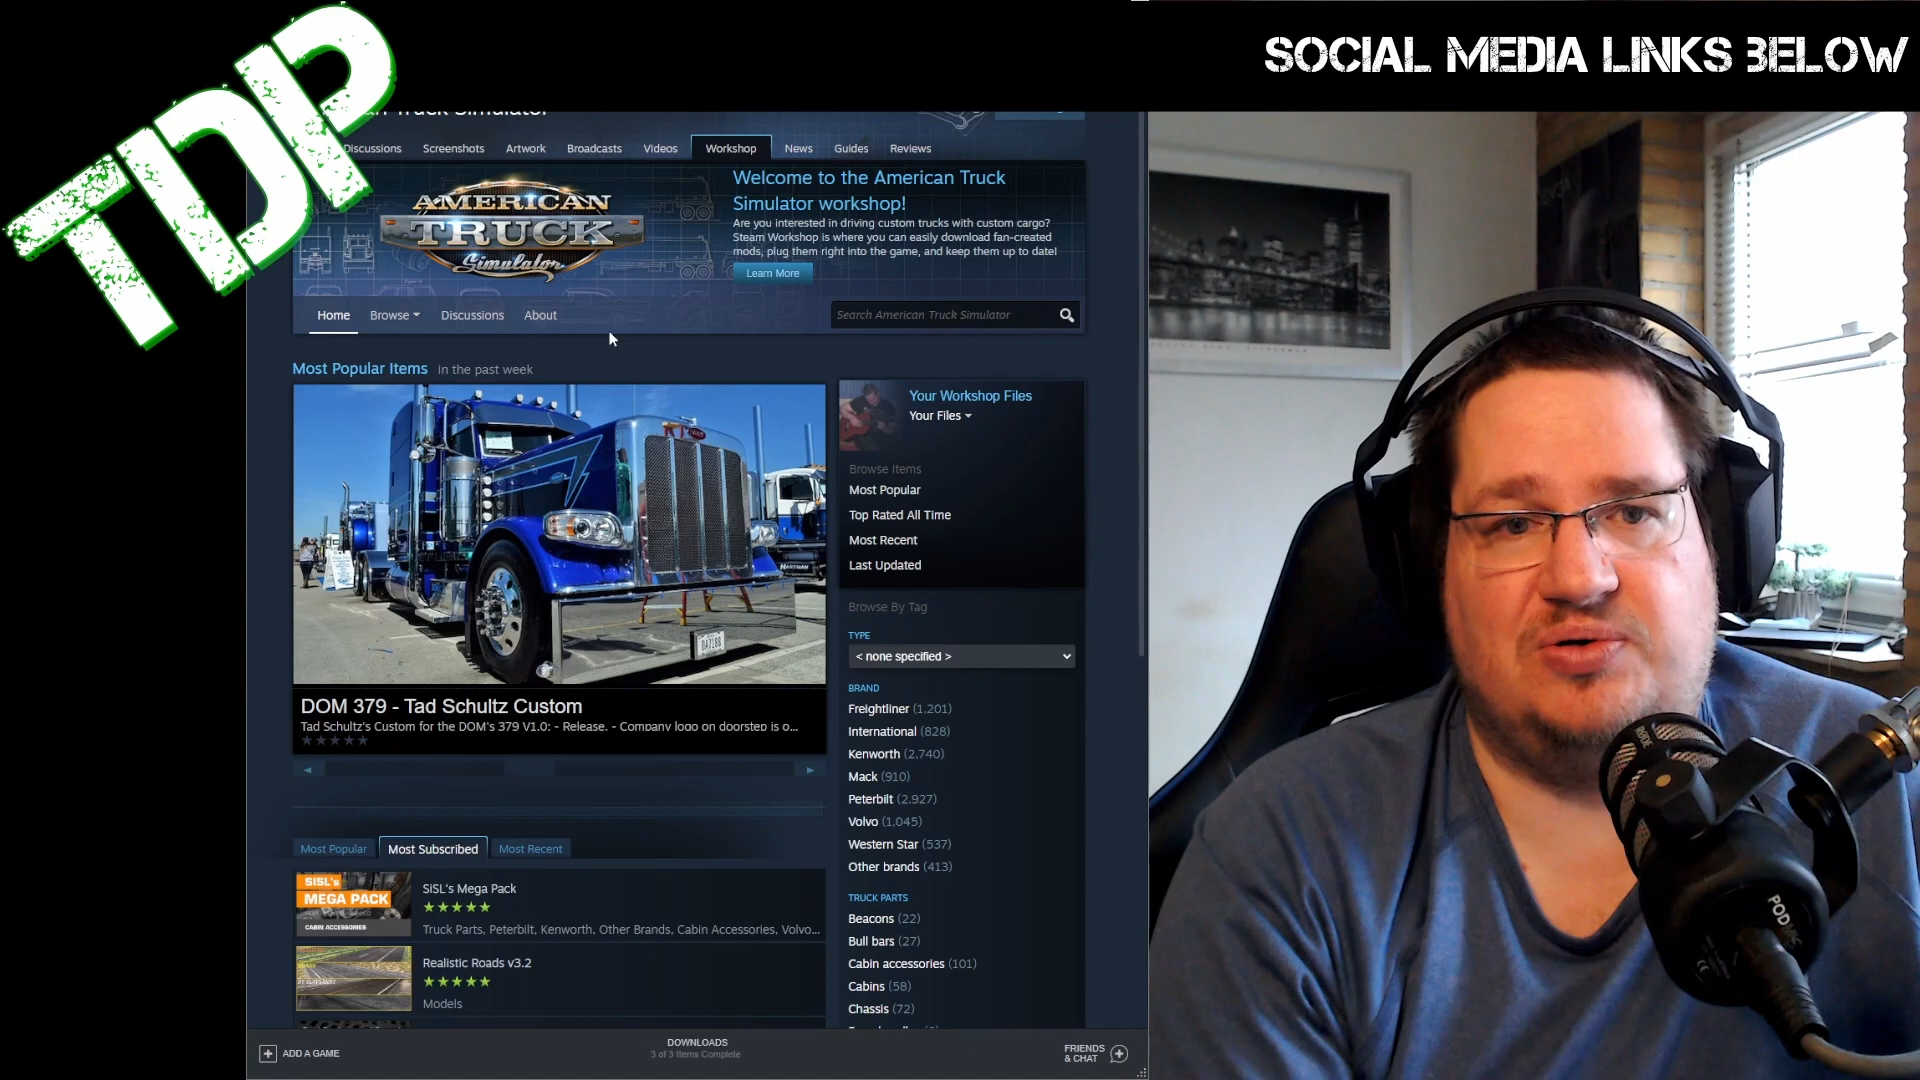 TDP
SOCIAL MEDIA LINKS BELOW
Truck Simulator
Discussions Screenshots Artwork Broadcasts Videos Workshop News Guides Reviews
AMERICAN
TRUCK
Simulator
Welcome to the American Truck
Simulator workshop!
Are you interested in driving custom trucks with custom cargo?
Steam Workshop is where you can easily download fan-created
mods, plug them right into the game, and keep them up to date!
Learn More
Home Browse Discussions About
Search American Truck Simulator
Most Popular Items in the past week
HARTMAN
DOM 379 - Tad Schultz Custom
Tad Schultz's Custom for the DOM's 379 V1.0: - Release. - Company logo on doorstep is o...
Most Popular Most Subscribed Most Recent
SiSL's
MEGA PACK
CABIN ACCESSORIES
SiSL's Mega Pack
Truck Parts, Peterbilt, Kenworth, Other Brands, Cabin Accessories, Volvo...
Realistic Roads v3.2
Models
Your Workshop Files
Your Files
Browse Items
Most Popular
Top Rated All Time
Most Recent
Last Updated
Browse By Tag
TYPE
< none specified >
BRAND
Freightliner (1,201)
International (828)
Kenworth (2,740)
Mack (910)
Peterbilt (2,927)
Volvo (1,045)
Western Star (537)
Other brands (413)
TRUCK PARTS
Beacons (22)
Bull bars (27)
Cabin accessories (101)
Cabins (58)
Chassis (72)
ADD A GAME
DOWNLOADS
3 of 3 Items Complete
FRIENDS
& CHAT
RØDE
POD